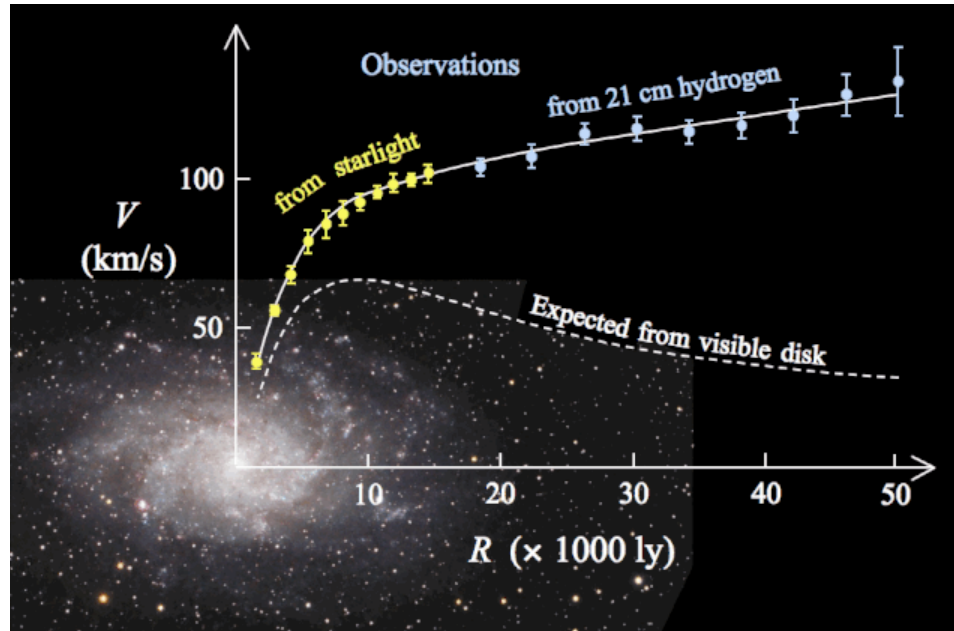 Observations
from 21 cm hydrogen
from starlight
100
V
(km/s)
50
Expected from visible disk
10
20
30
40
50
R (× 1000 ly)